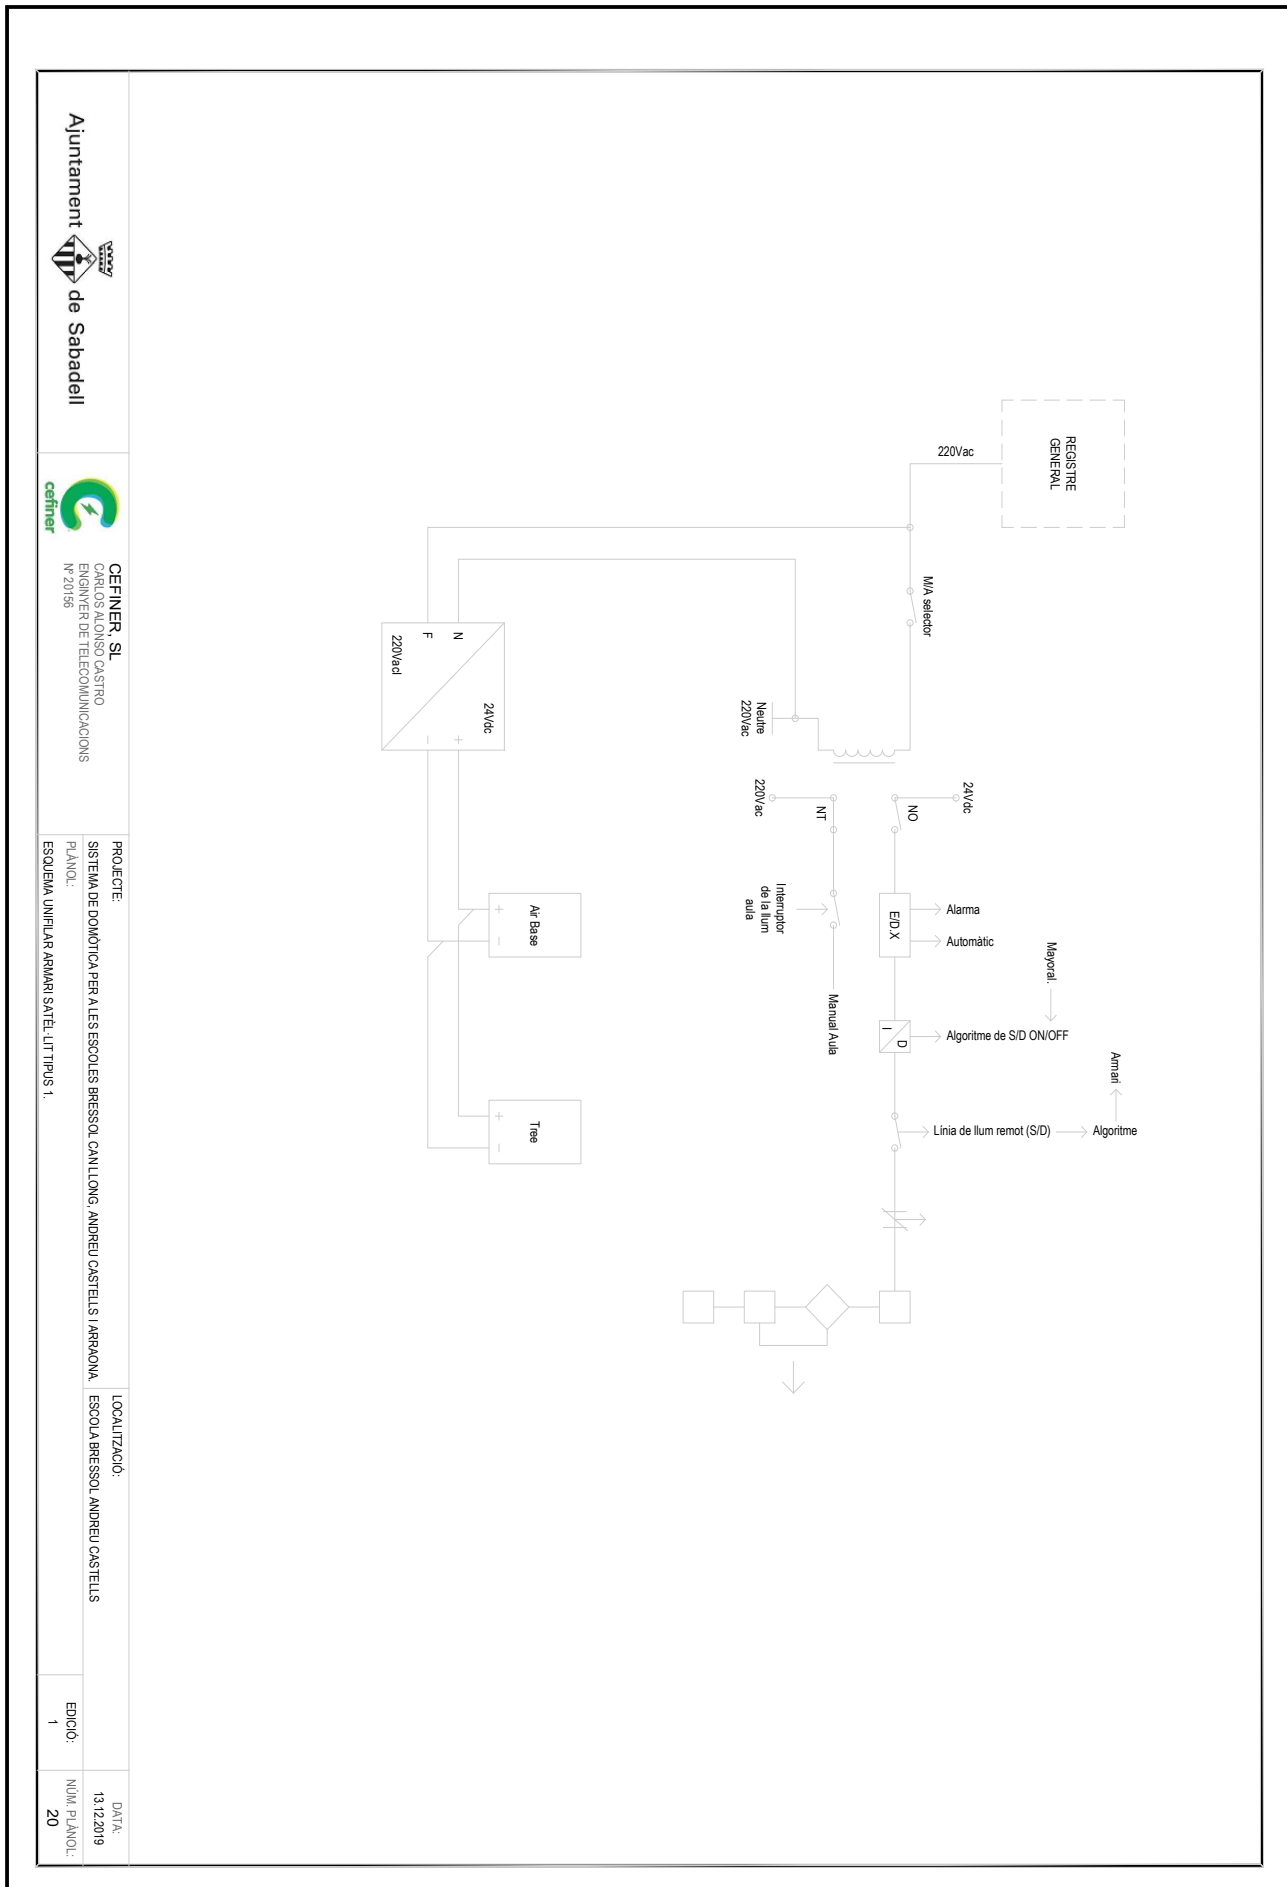 REGISTRE
GENERAL
220Vac
M/A selector
Neutre
220Vac
24Vdc
NO
NT
220Vac
E/D.X
Alarma
Automàtic
Mayoral.
I
D
Algoritme de S/D ON/OFF
Armari
Línia de llum remot (S/D)
Algoritme
Interruptor
de la llum
aula
Manual Aula
N
F
220Vacl
24Vdc
+
-
Air Base
+
-
Tree
+
-
Ajuntament de Sabadell
cefiner
CEFINER, SL
CARLOS ALONSO CASTRO
ENGINYER DE TELECOMUNICACIONS
Nº 20156
PROJECTE:
SISTEMA DE DOMÒTICA PER A LES ESCOLES BRESSOL CAN LLONG, ANDREU CASTELLS I ARRAONA.
PLÀNOL:
ESQUEMA UNIFILAR ARMARI SATÈL·LIT TIPUS 1.
LOCALITZACIÓ:
ESCOLA BRESSOL ANDREU CASTELLS
EDICIÓ:
1
DATA:
13.12.2019
NÚM. PLÀNOL:
20